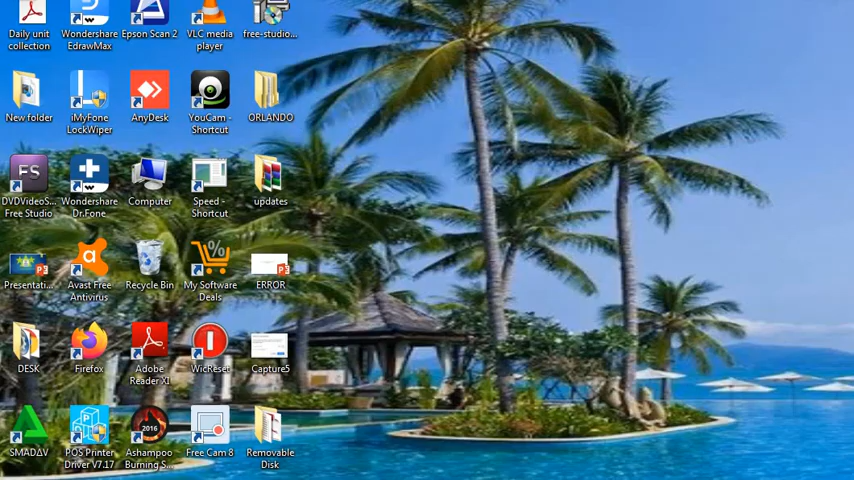 Daily unit
collection
Wondershare
EdrawMax
Epson Scan 2
VLC media
player
free-studio...
New folder
iMyFone
LockWiper
AnyDesk
YouCam -
Shortcut
ORLANDO
FS
DVDVideoS...
Free Studio
Wondershare
Dr.Fone
Computer
Speed -
Shortcut
updates
Presentati...
Avast Free
Antivirus
Recycle Bin
%
My Software
Deals
ERROR
DESK
Firefox
Adobe
Reader XI
WicReset
Capture5
SMADΔV
POS Printer
Driver V7.17
2016
Ashampoo
Burning S...
Free Cam 8
Removable
Disk